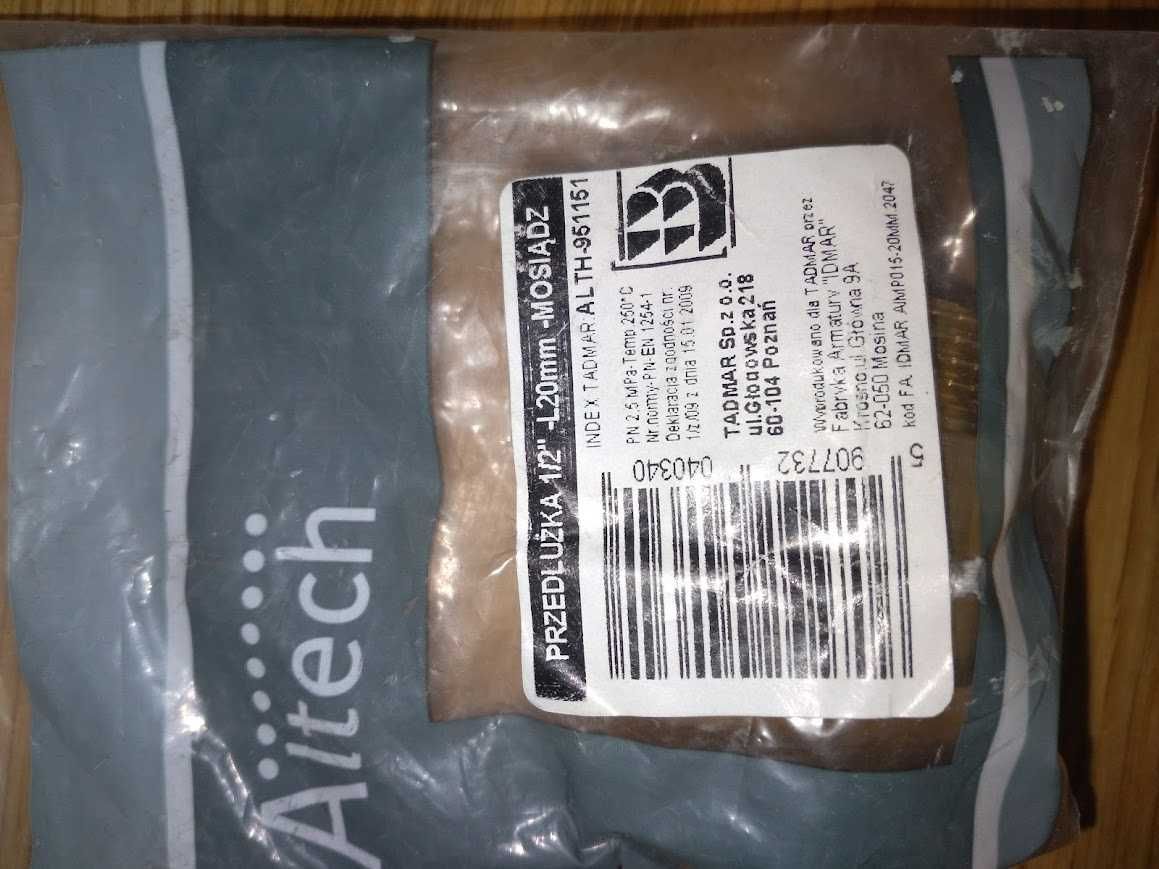 Alltech
PRZEDŁUŻKA 1/2" -L20mm -MOSIĄDZ
INDEX TADMAR ALTH-951151
B
PN 2,5 MPa-Temp 250°C
Nr.normy-PN-EN 1254-1
Deklaracja zgodności nr.
1/z/09 z dnia 15.01.2009
TADMAR Sp.z o.o.
ul.Głogowska 218
60-104 Poznań
Wyprodukowano dla TADMAR przez
Fabryka Armatury "IDMAR"
Krosno ul.Główna 9A
62-050 Mosina
kod FA IDMAR AIMP015-20MM 2047
5 907732 040340